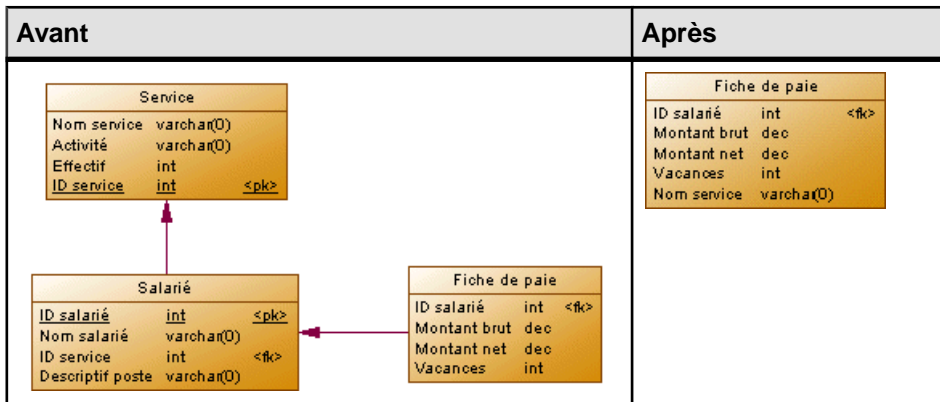 Avant
Après
Service
Nom service varchar(0)
Activité varchar(0)
Effectif int
ID service int <pk>
Salarié
ID salarié int <pk>
Nom salarié varchar(0)
ID service int <fk>
Descriptif poste varchar(0)
Fiche de paie
ID salarié int <fk>
Montant brut dec
Montant net dec
Vacances int
Fiche de paie
ID salarié int <fk>
Montant brut dec
Montant net dec
Vacances int
Nom service varchar(0)